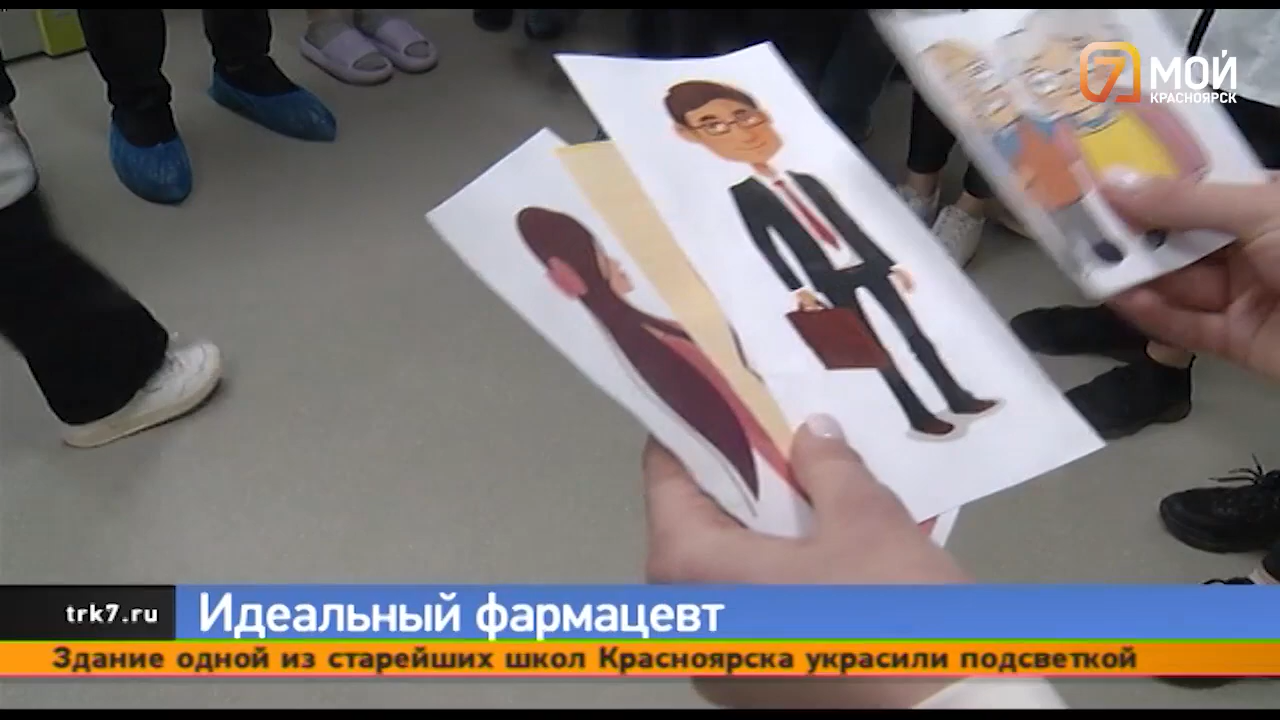 7 МОЙ
КРАСНОЯРСК
trk7.ru
Идеальный фармацевт
Здание одной из старейших школ Красноярска украсили подсветкой